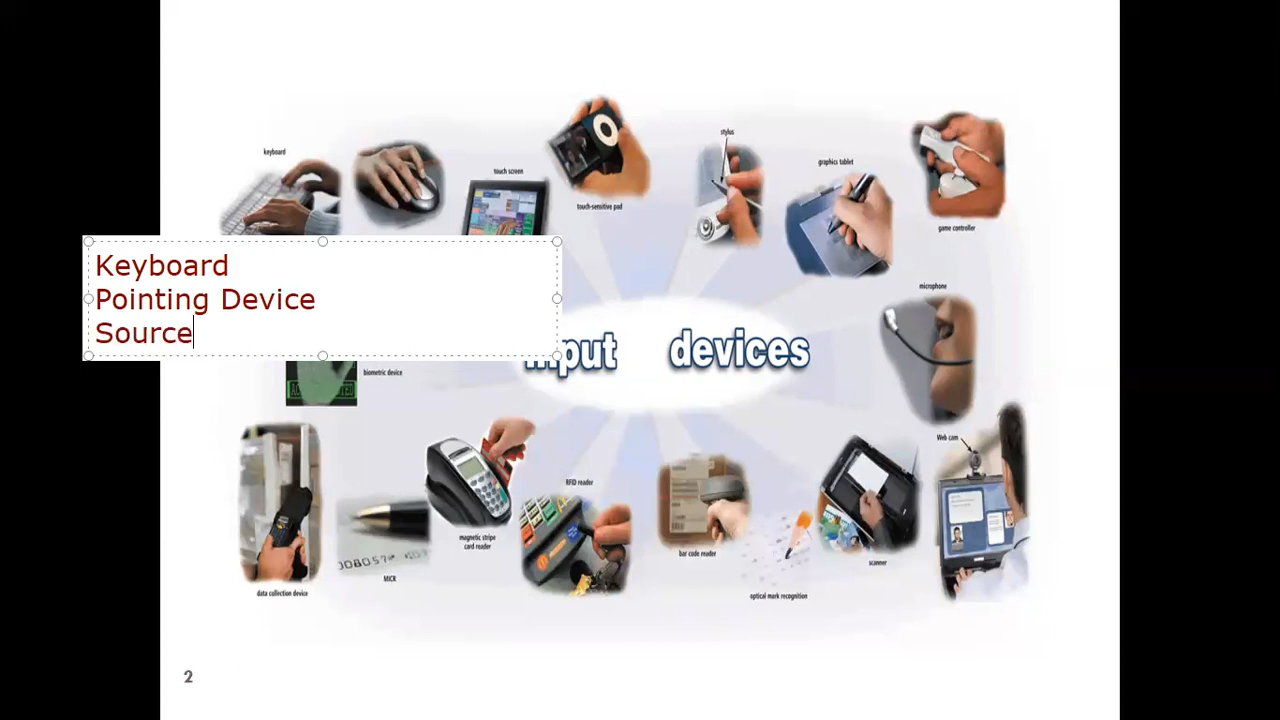 stylus
keyboard
graphics tablet
touch screen
touch-sensitive pad
game controller
Keyboard
Pointing Device
Source
microphone
input devices
biometric device
Web cam
RFID reader
magnetic stripe
card reader
bar code reader
scanner
MICR
data collection device
optical mark recognition
2